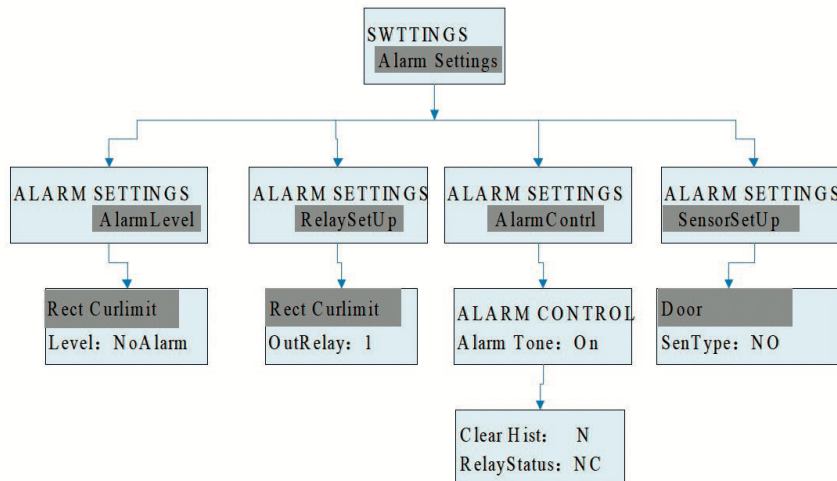 SWTTINGS
Alarm Settings
ALARM SETTINGS
AlarmLevel
ALARM SETTINGS
RelaySetUp
ALARM SETTINGS
AlarmContrl
ALARM SETTINGS
SensorSetUp
Rect Curlimit
Level: NoAlarm
Rect Curlimit
OutRelay: 1
ALARM CONTROL
Alarm Tone: On
Door
SenType: NO
Clear Hist: N
RelayStatus: NC